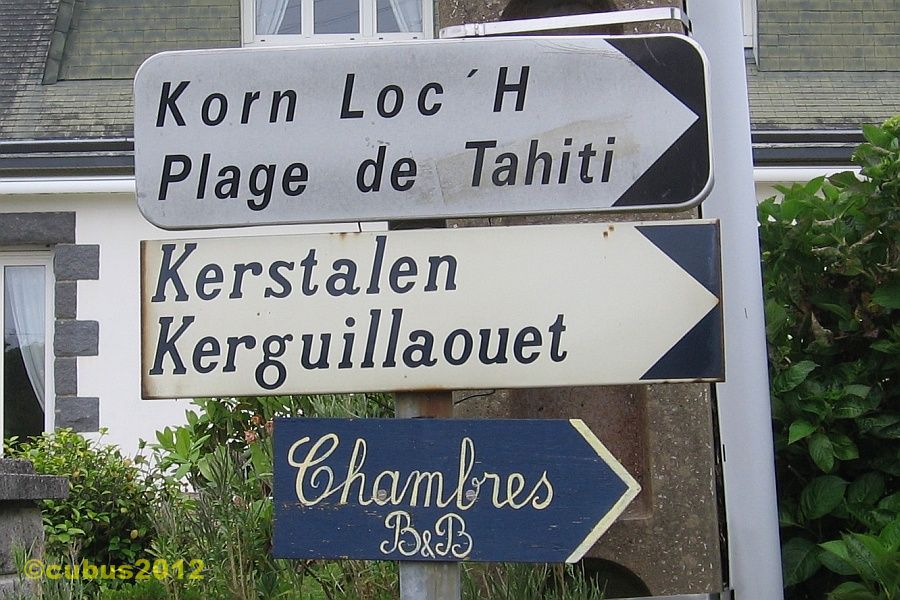 Korn Loc´H
Plage de Tahiti
Kerstalen
Kerguillaouet
Chambres
B&B
©cubus2012